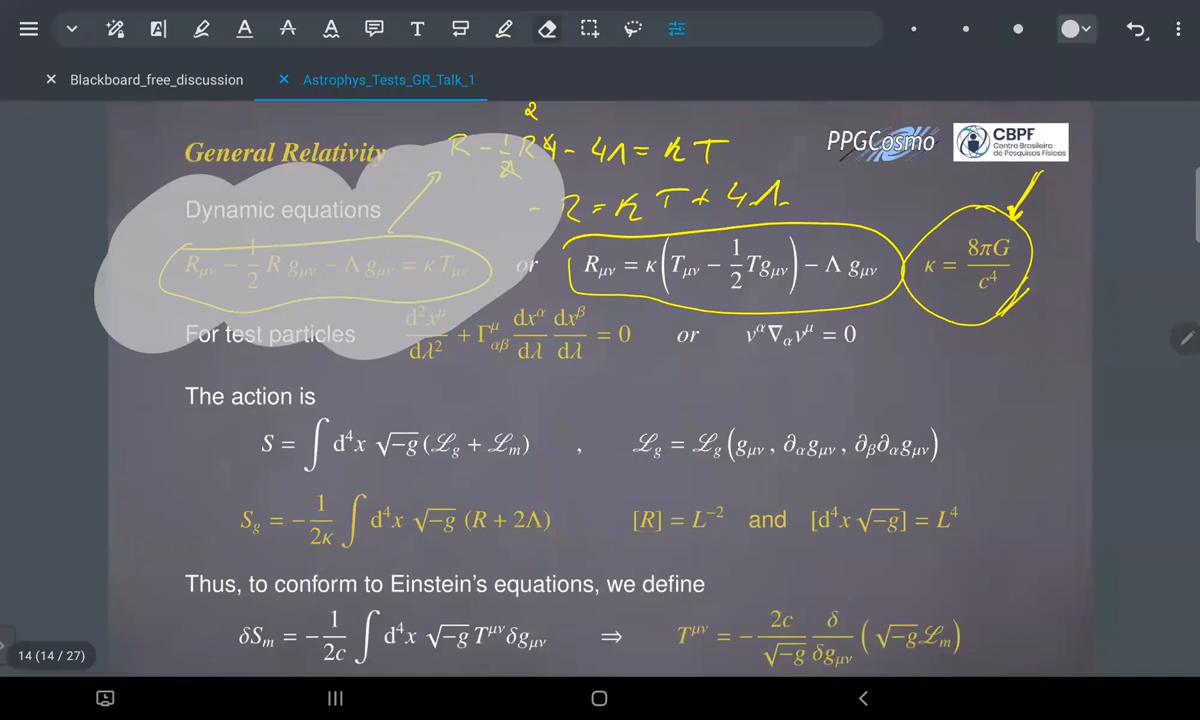 Blackboard_free_discussion
Astrophys_Tests_GR_Talk_1
General Relativity
R - 1/2 R4 - 4Λ = κ T
2
PPGCosmo
CBPF
Centro Brasileiro
de Pesquisas Físicas
Dynamic equations
- R = κ T + 4Λ
R_μν − 1/2 R g_μν − Λ g_μν = κ T_μν or R_μν = κ(T_μν − 1/2 T g_μν) − Λ g_μν κ = 8πG/c⁴
For test particles d²x^μ/dλ² + Γ^μ_αβ dx^α/dλ dx^β/dλ = 0 or v^α ∇_α v^μ = 0
The action is
S = ∫ d⁴x √−g (ℒ_g + ℒ_m) , ℒ_g = ℒ_g (g_μν , ∂_α g_μν , ∂_β ∂_α g_μν)
S_g = − 1/2κ ∫ d⁴x √−g (R + 2Λ) [R] = L⁻² and [d⁴x √−g] = L⁴
Thus, to conform to Einstein's equations, we define
δS_m = − 1/2c ∫ d⁴x √−g T^μν δg_μν ⇒ T^μν = − 2c/√−g δ/δg_μν (√−g ℒ_m)
14 (14 / 27)